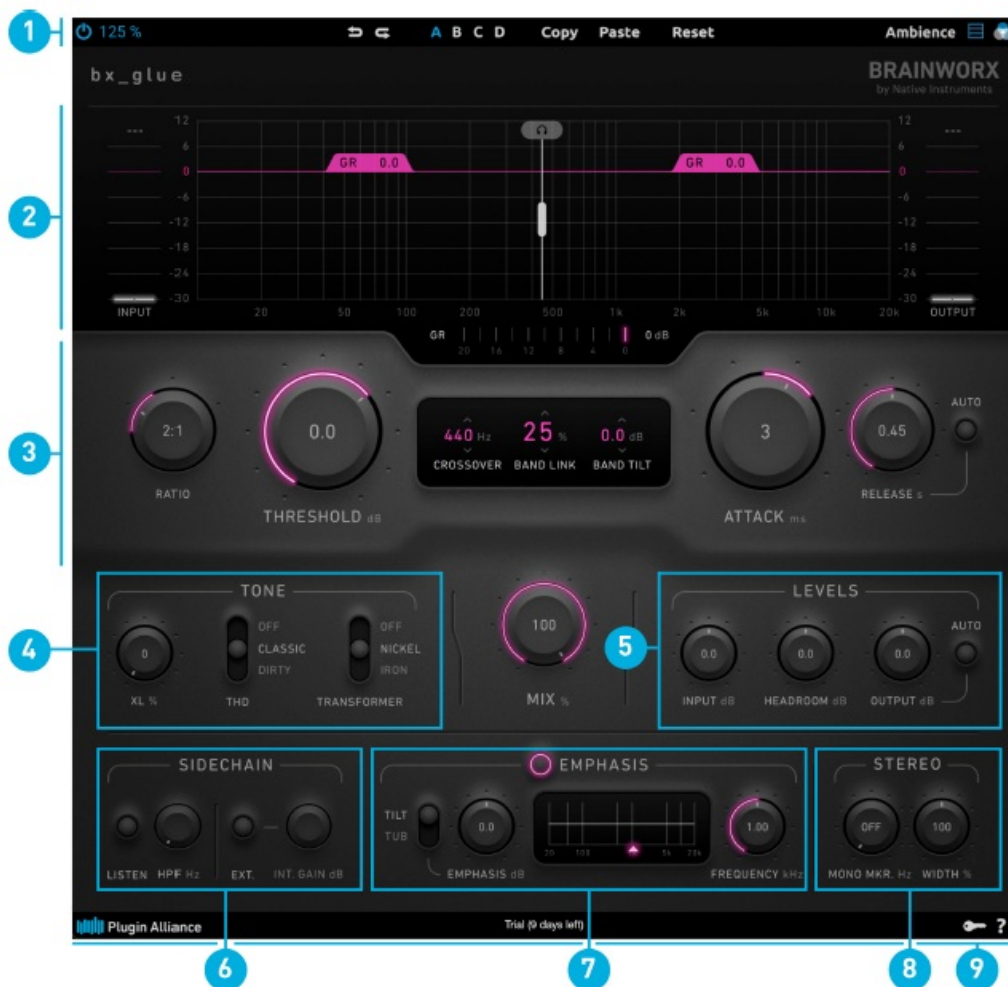 1
125 %
A B C D
Copy Paste Reset
Ambience
bx_glue
BRAINWORX
by Native Instruments
2
--- 12 12 ---
6 6
0 GR 0.0 GR 0.0 0
-6 -6
-12 -12
-18 -18
-24 -24
-30 -30
INPUT 20 50 100 200 500 1k 2k 5k 10k 20k OUTPUT
GR 0 dB
20 16 12 8 4 0
3
2:1
RATIO
0.0
THRESHOLD dB
440 Hz 25 % 0.0 dB
CROSSOVER BAND LINK BAND TILT
3
ATTACK ms
0.45
RELEASE s
AUTO
4
TONE
0
XL %
OFF
CLASSIC
DIRTY
THD
OFF
NICKEL
IRON
TRANSFORMER
100
MIX %
5
LEVELS
0.0 0.0 0.0
INPUT dB HEADROOM dB OUTPUT dB
AUTO
SIDECHAIN
LISTEN HPF Hz EXT. INT. GAIN dB
EMPHASIS
TILT
TUB
0.0
EMPHASIS dB
20 100 5k 20k
1.00
FREQUENCY kHz
STEREO
OFF 100
MONO MKR. Hz WIDTH %
Plugin Alliance
Trial (9 days left)
?
6 7 8 9